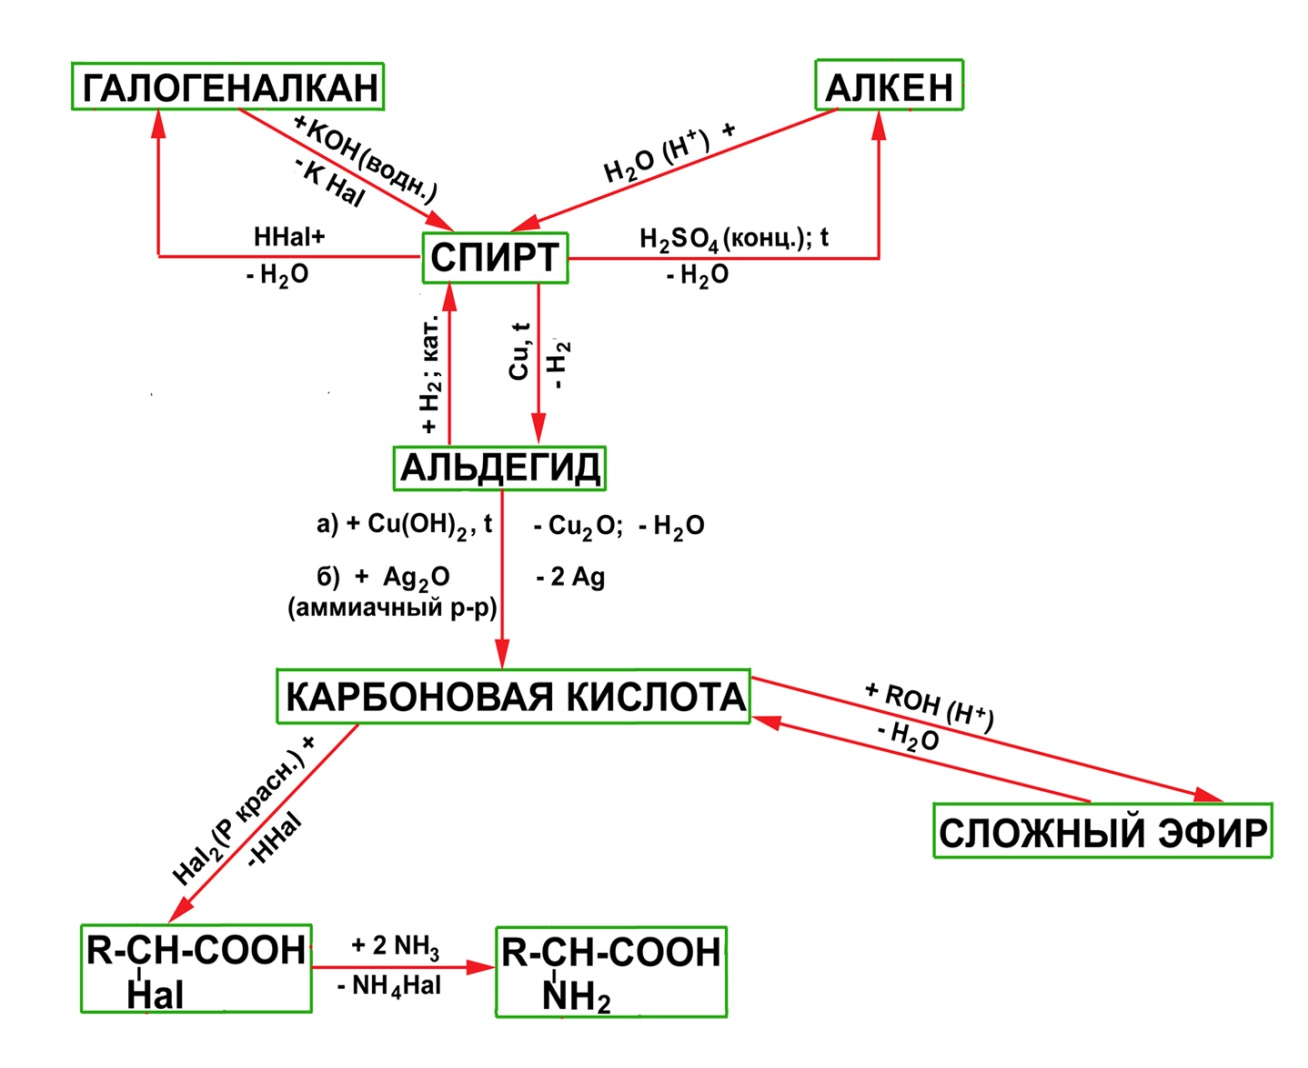 ГАЛОГЕНАЛКАН
АЛКЕН
+KOH(водн.)
- K Hal
H₂O (H⁺) +
HHal+
- H₂O
СПИРТ
H₂SO₄(конц.); t
- H₂O
+ H₂; кат.
Cu, t
- H₂
АЛЬДЕГИД
а) + Cu(OH)₂, t - Cu₂O; - H₂O
б) + Ag₂O - 2 Ag
(аммиачный р-р)
КАРБОНОВАЯ КИСЛОТА
+ ROH (H⁺)
- H₂O
Hal₂(P красн.) +
-HHal
СЛОЖНЫЙ ЭФИР
R-CH-COOH
Hal
+ 2 NH₃
- NH₄Hal
R-CH-COOH
NH₂